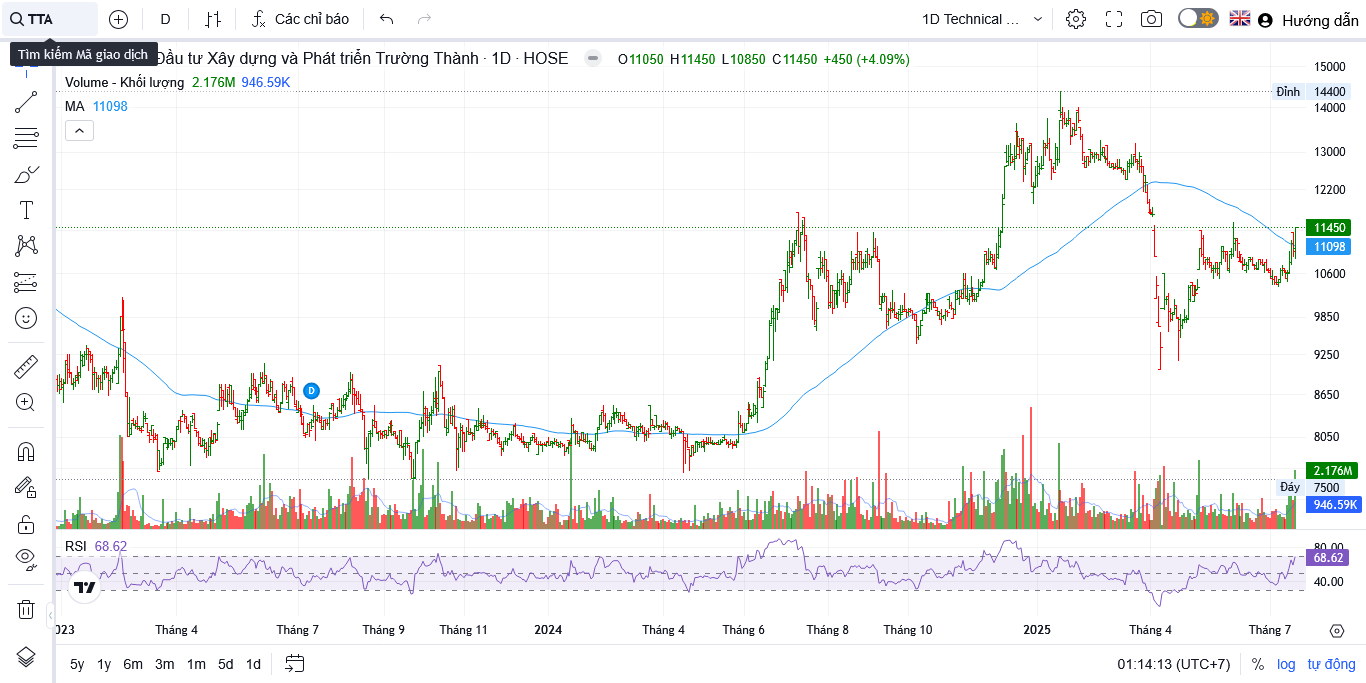 TTA
D
Các chỉ báo
1D Technical ...
Hướng dẫn
Tìm kiếm Mã giao dịch
Đầu tư Xây dựng và Phát triển Trường Thành · 1D · HOSE
O11050 H11450 L10850 C11450 +450 (+4.09%)
Volume - Khối lượng 2.176M 946.59K
MA 11098
15000
Đỉnh 14400
14000
13000
12200
11450
11098
10600
9850
9250
8650
8050
2.176M
Đáy 7500
946.59K
D
RSI 68.62
80.00
68.62
40.00
023 Tháng 4 Tháng 7 Tháng 9 Tháng 11 2024 Tháng 4 Tháng 6 Tháng 8 Tháng 10 2025 Tháng 4 Tháng 7
5y 1y 6m 3m 1m 5d 1d
01:14:13 (UTC+7) % log tự động